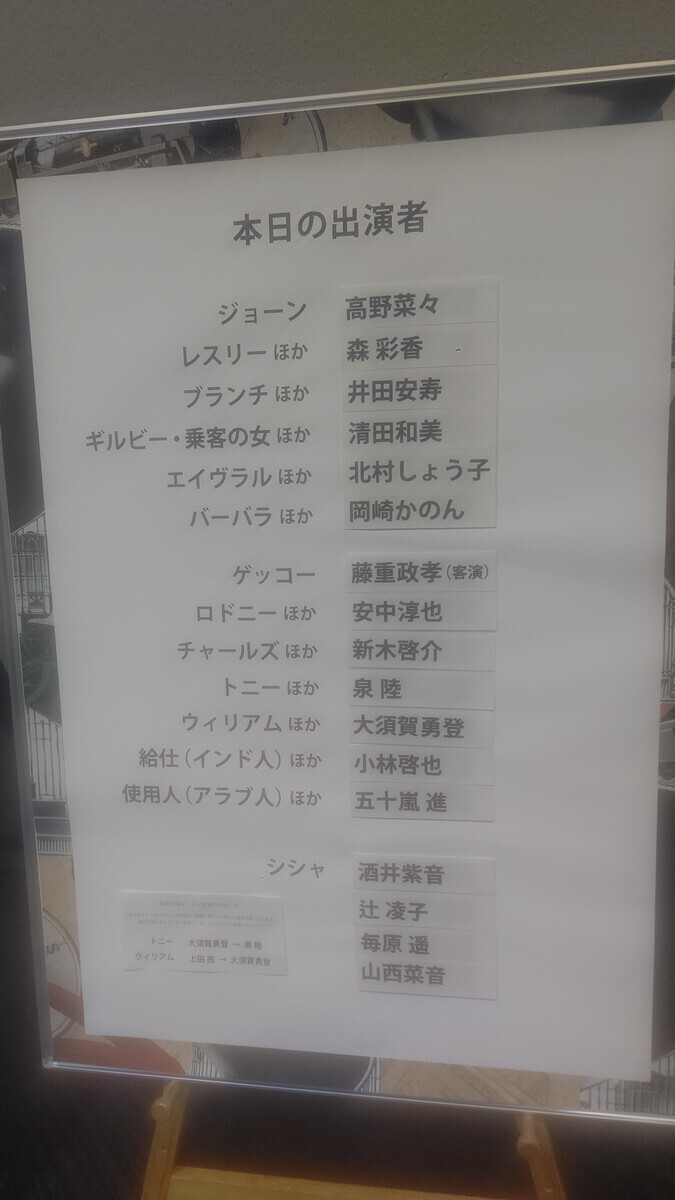 本日の出演者
ジョーン 高野菜々
レスリー ほか 森 彩香
ブランチ ほか 井田安寿
ギルビー・乗客の女 ほか 清田和美
エイヴラル ほか 北村しょう子
バーバラ ほか 岡崎かのん
ゲッコー 藤重政孝(客演)
ロドニー ほか 安中淳也
チャールズ ほか 新木啓介
トニー ほか 泉 陸
ウィリアム ほか 大須賀勇登
給仕(インド人) ほか 小林啓也
使用人(アラブ人) ほか 五十嵐 進
シシャ 酒井紫音
辻 凌子
毎原 遥
山西菜音
トニー 大須賀勇登 → 泉 陸
ウィリアム 上田 亮 → 大須賀勇登